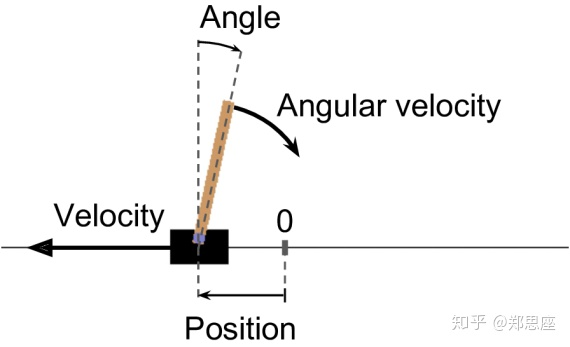 Angle
Angular velocity
Velocity
0
Position
知乎 @郑思座